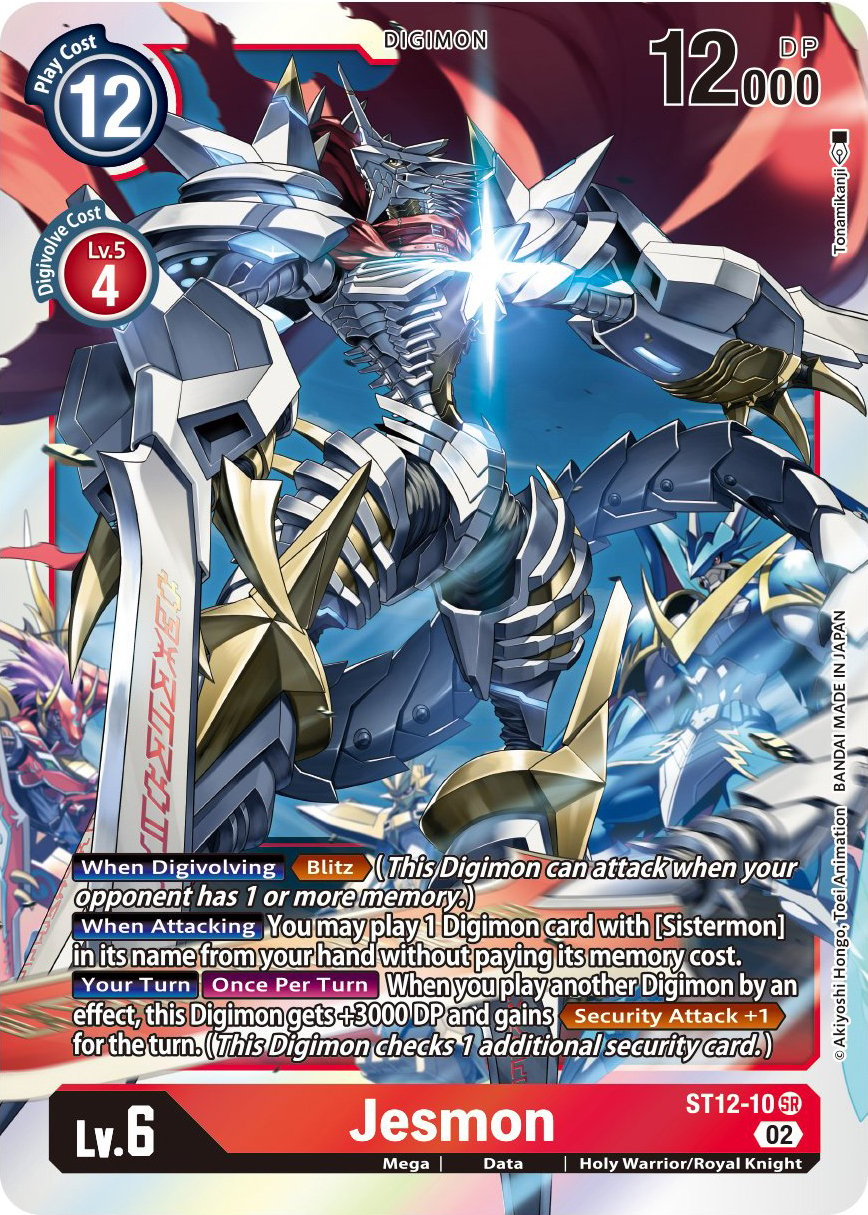 DIGIMON
Play Cost
12
12000
DP
Digivolve Cost
Lv.5
4
Tonamikanji
When Digivolving Blitz (This Digimon can attack when your
opponent has 1 or more memory.)
When Attacking You may play 1 Digimon card with [Sistermon]
in its name from your hand without paying its memory cost.
Your Turn Once Per Turn When you play another Digimon by an
effect, this Digimon gets +3000 DP and gains Security Attack +1
for the turn. (This Digimon checks 1 additional security card.)
© Akiyoshi Hongo, Toei Animation BANDAI MADE IN JAPAN
Lv.6
Jesmon
ST12-10 SR
02
Mega | Data | Holy Warrior/Royal Knight